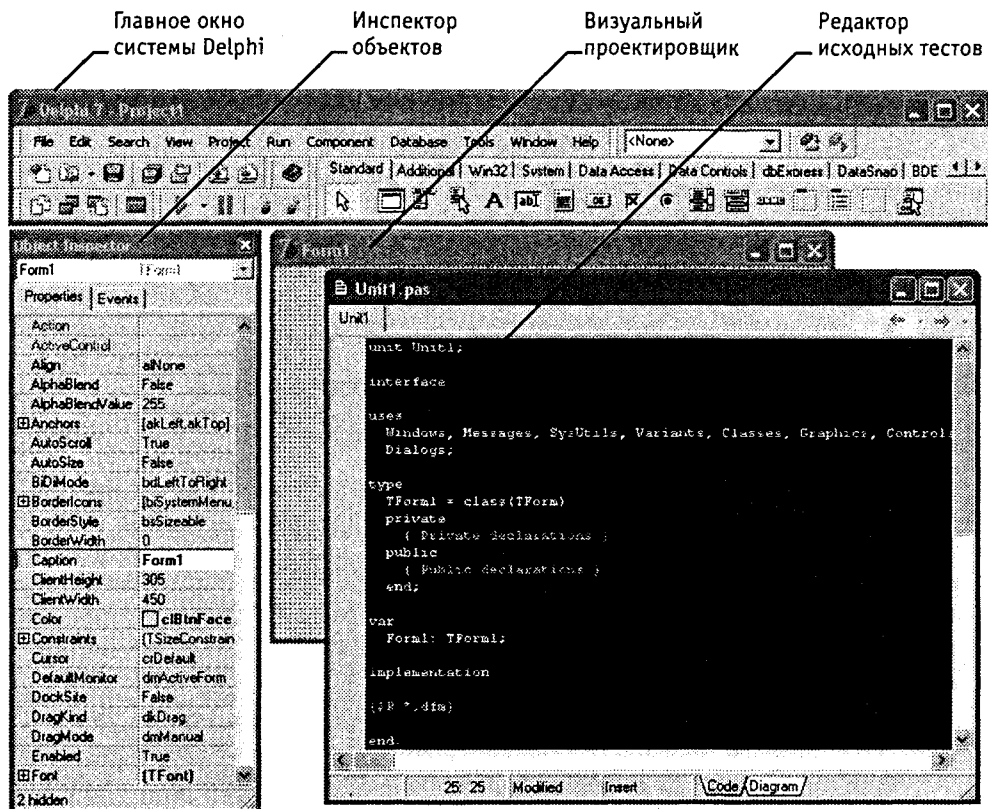 Главное окно
системы Delphi
Инспектор
объектов
Визуальный
проектировщик
Редактор
исходных тестов
Delphi 7 - Project1
File Edit Search View Project Run Component Database Tools Window Help <None>
Standard Additional Win32 System Data Access Data Controls dbExpress DataSnap BDE
Object Inspector
Form1 TForm1
Properties Events
Action
ActiveControl
Align alNone
AlphaBlend False
AlphaBlendValue 255
Anchors [akLeft,akTop]
AutoScroll True
AutoSize False
BiDiMode bdLeftToRight
BorderIcons [biSystemMenu,
BorderStyle bsSizeable
BorderWidth 0
Caption Form1
ClientHeight 305
ClientWidth 450
Color clBtnFace
Constraints (TSizeConstrain
Cursor crDefault
DefaultMonitor dmActiveForm
DockSite False
DragKind dkDrag
DragMode dmManual
Enabled True
Font (TFont)
2 hidden
Form1
Unit1.pas
Unit1
unit Unit1;
interface
uses
Windows, Messages, SysUtils, Variants, Classes, Graphics, Controls
Dialogs;
type
TForm1 = class(TForm)
private
{ Private declarations }
public
{ Public declarations }
end;
var
Form1: TForm1;
implementation
{$R *.dfm}
end.
25: 25 Modified Insert Code Diagram